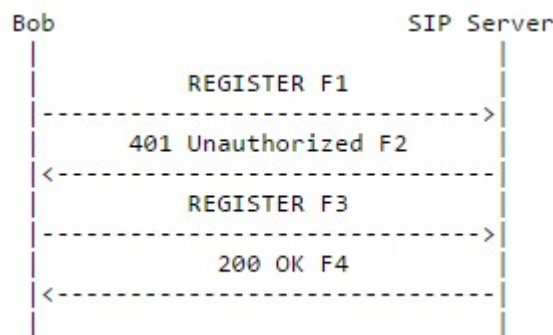 Bob SIP Server
REGISTER F1
401 Unauthorized F2
REGISTER F3
200 OK F4